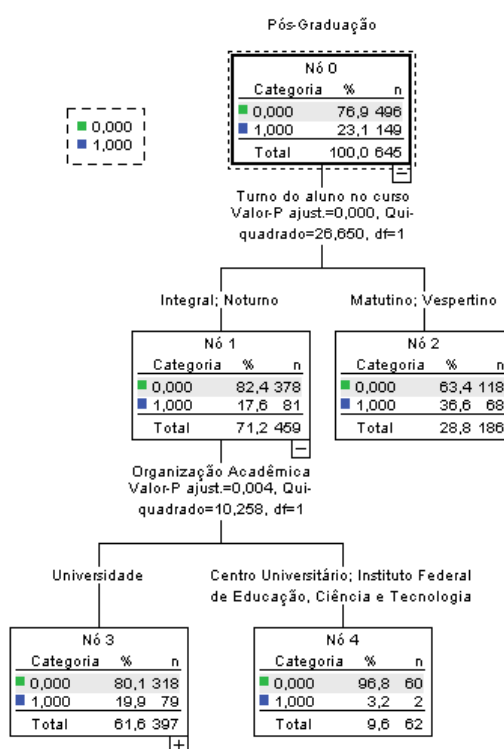 Pós-Graduação
Nó 0
Categoria % n
0,000 76,9 496
1,000 23,1 149
Total 100,0 645
0,000
1,000
Turno do aluno no curso
Valor-P ajust.=0,000, Qui-
quadrado=26,650, df=1
Integral; Noturno
Matutino; Vespertino
Nó 1
Categoria % n
0,000 82,4 378
1,000 17,6 81
Total 71,2 459
Nó 2
Categoria % n
0,000 63,4 118
1,000 36,6 68
Total 28,8 186
Organização Acadêmica
Valor-P ajust.=0,004, Qui-
quadrado=10,258, df=1
Universidade
Centro Universitário; Instituto Federal
de Educação, Ciência e Tecnologia
Nó 3
Categoria % n
0,000 80,1 318
1,000 19,9 79
Total 61,6 397
Nó 4
Categoria % n
0,000 96,8 60
1,000 3,2 2
Total 9,6 62